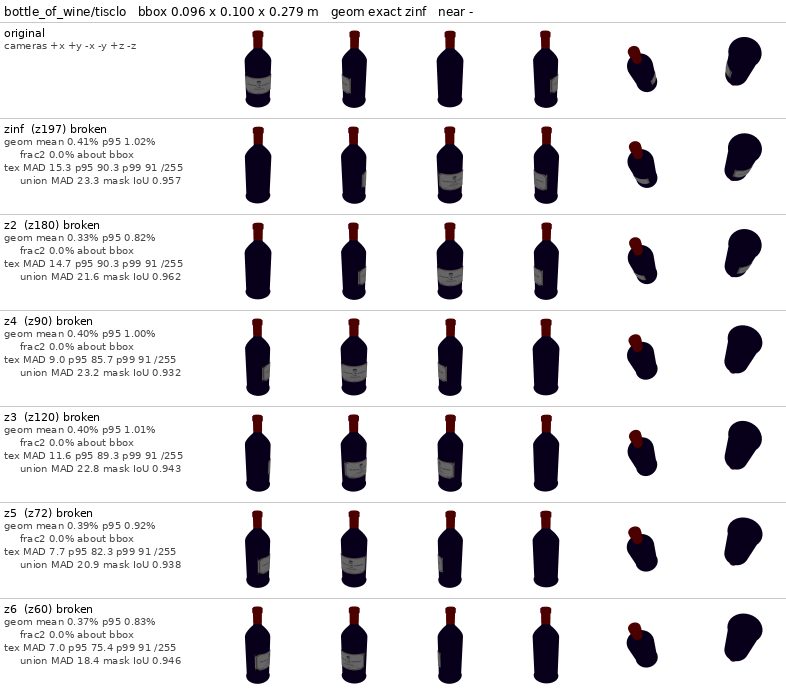 bottle_of_wine/tisclo bbox 0.096 x 0.100 x 0.279 m geom exact zinf near -
original
cameras +x +y -x -y +z -z
zinf (z197) broken
geom mean 0.41% p95 1.02%
frac2 0.0% about bbox
tex MAD 15.3 p95 90.3 p99 91 /255
union MAD 23.3 mask IoU 0.957
z2 (z180) broken
geom mean 0.33% p95 0.82%
frac2 0.0% about bbox
tex MAD 14.7 p95 90.3 p99 91 /255
union MAD 21.6 mask IoU 0.962
z4 (z90) broken
geom mean 0.40% p95 1.00%
frac2 0.0% about bbox
tex MAD 9.0 p95 85.7 p99 91 /255
union MAD 23.2 mask IoU 0.932
z3 (z120) broken
geom mean 0.40% p95 1.01%
frac2 0.0% about bbox
tex MAD 11.6 p95 89.3 p99 91 /255
union MAD 22.8 mask IoU 0.943
z5 (z72) broken
geom mean 0.39% p95 0.92%
frac2 0.0% about bbox
tex MAD 7.7 p95 82.3 p99 91 /255
union MAD 20.9 mask IoU 0.938
z6 (z60) broken
geom mean 0.37% p95 0.83%
frac2 0.0% about bbox
tex MAD 7.0 p95 75.4 p99 91 /255
union MAD 18.4 mask IoU 0.946